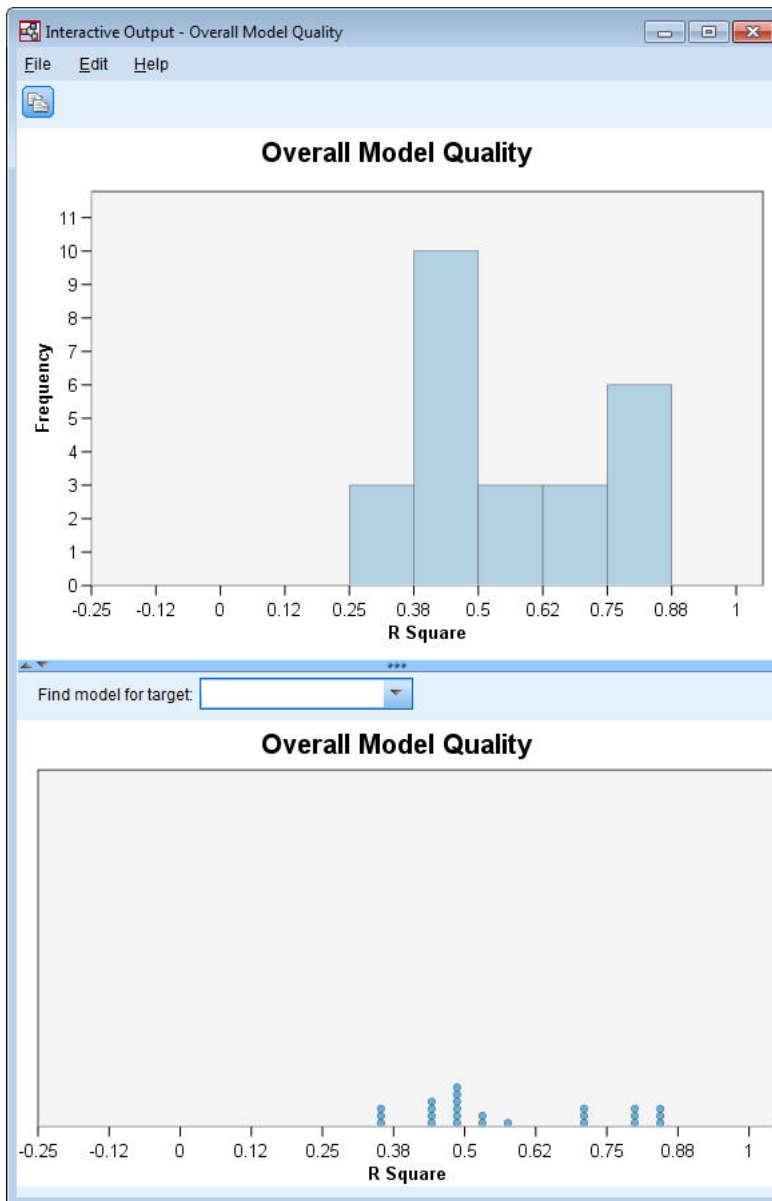 Interactive Output - Overall Model Quality
File Edit Help
Overall Model Quality
11
10
9
8
7
6
5
4
3
2
1
0
Frequency
-0.25 -0.12 0 0.12 0.25 0.38 0.5 0.62 0.75 0.88 1
R Square
Find model for target:
Overall Model Quality
-0.25 -0.12 0 0.12 0.25 0.38 0.5 0.62 0.75 0.88 1
R Square